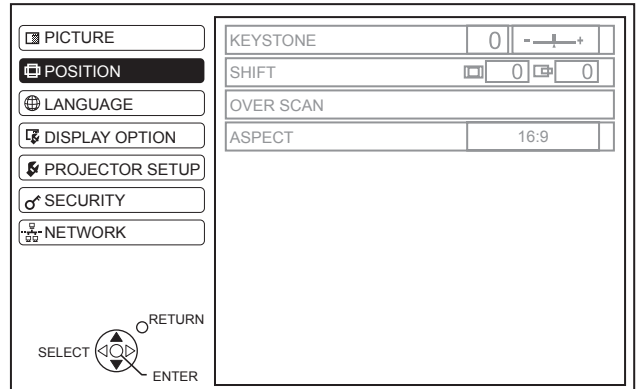 PICTURE
POSITION
LANGUAGE
DISPLAY OPTION
PROJECTOR SETUP
SECURITY
NETWORK
KEYSTONE 0 - +
SHIFT 0 0
OVER SCAN
ASPECT 16:9
RETURN
SELECT
ENTER